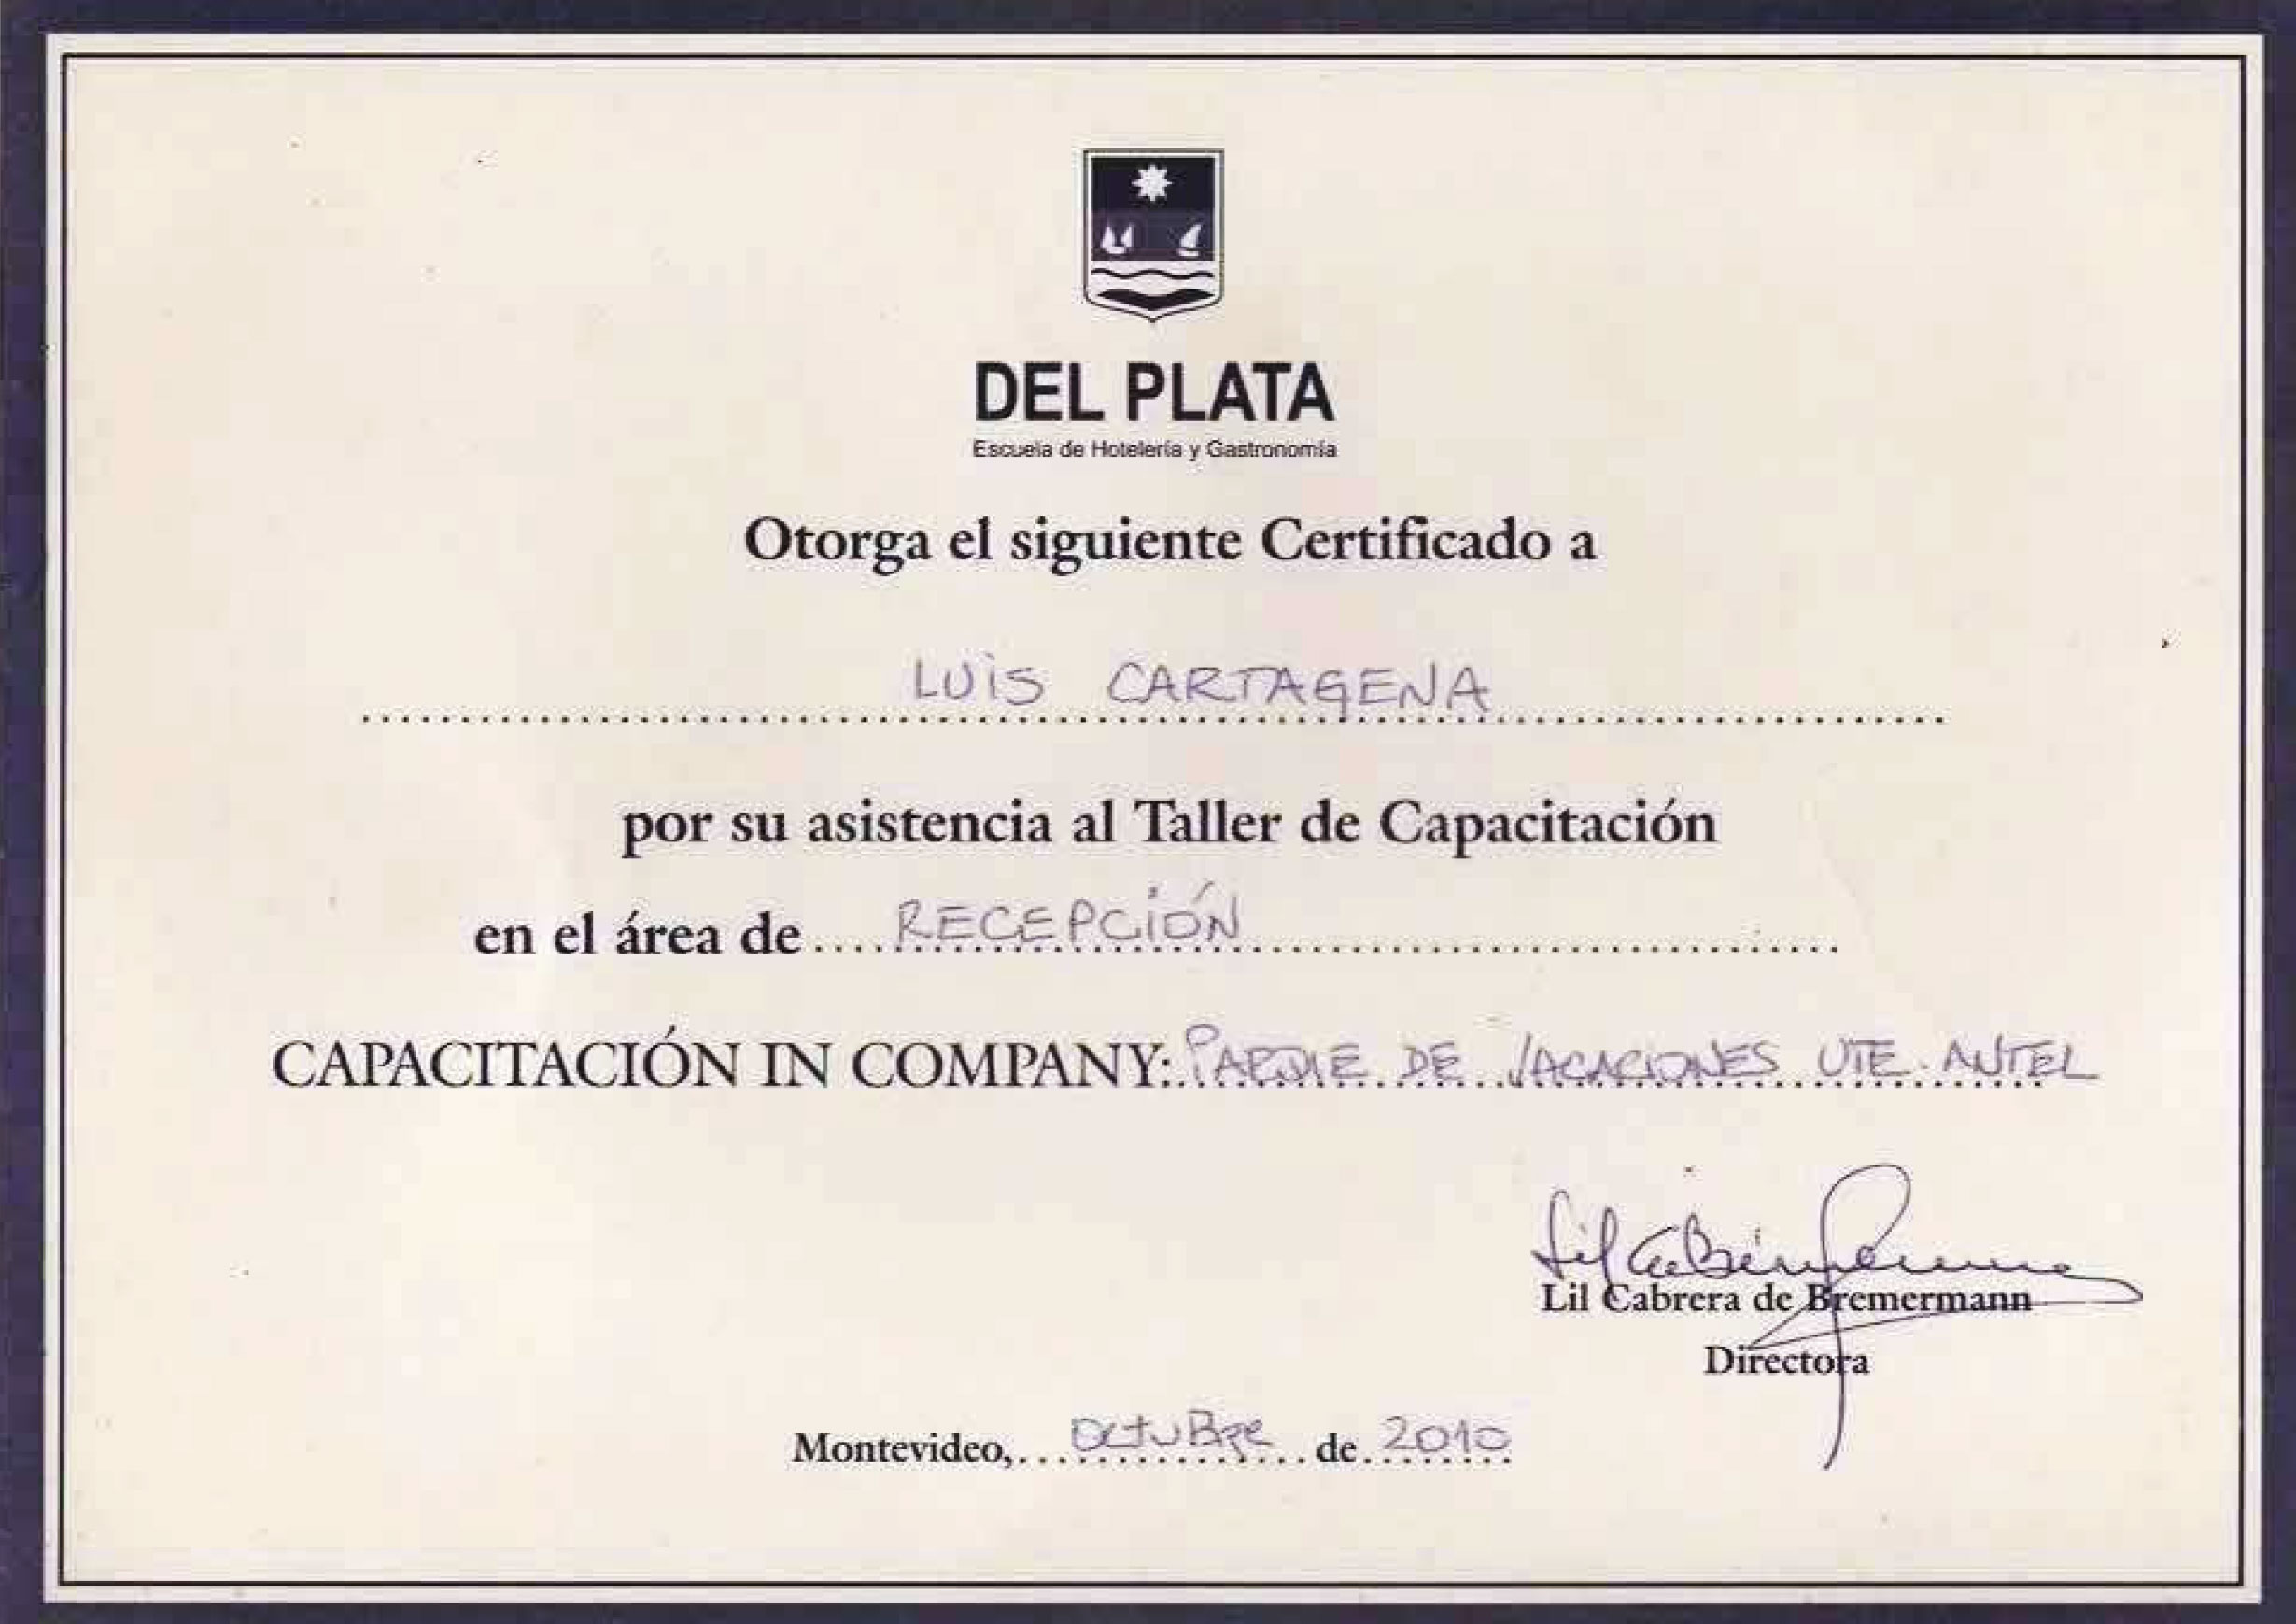 DEL PLATA
Escuela de Hotelería y Gastronomía
Otorga el siguiente Certificado a
LUIS CARTAGENA
por su asistencia al Taller de Capacitación
en el área de RECEPCIÓN
CAPACITACIÓN IN COMPANY: PARQUE DE VACACIONES UTE. ANTEL
Lil Cabrera de Bremermann
Directora
Montevideo, OCTUBRE de 2010